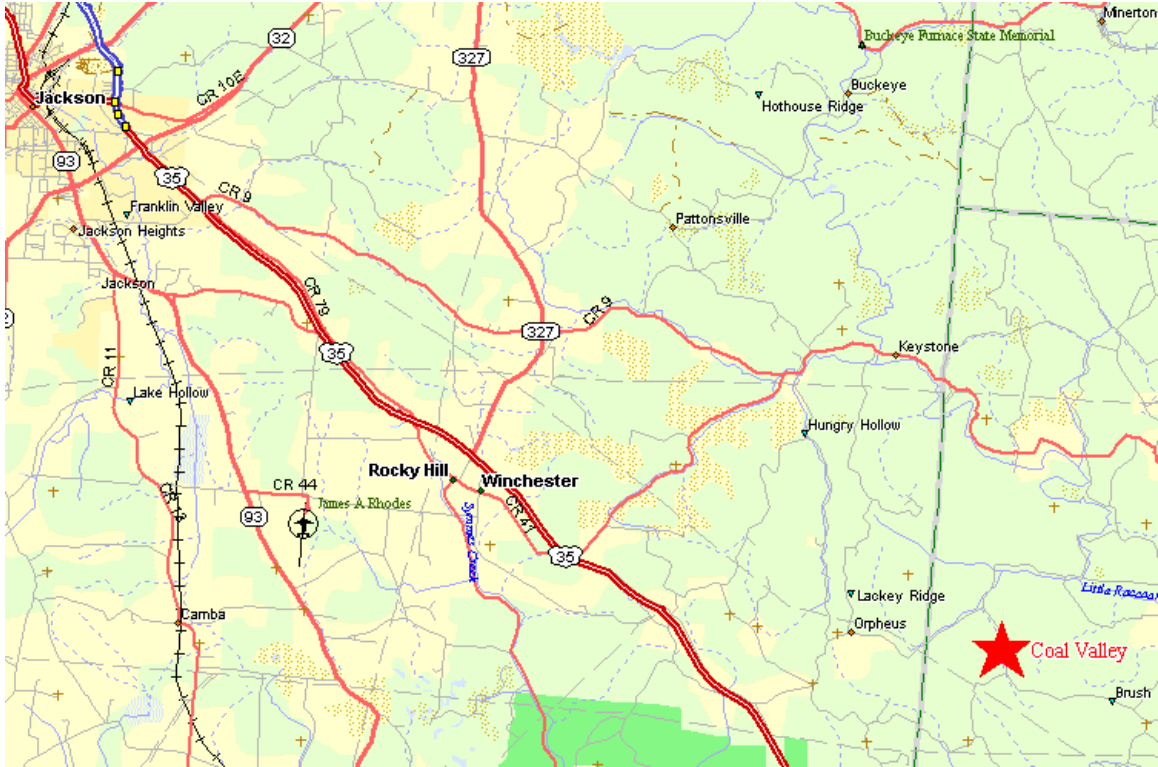 Minerton
Buckeye Furnace State Memorial
32
327
CR 10E
Buckeye
Jackson
Hothouse Ridge
93
35
CR 9
Franklin Valley
Pattonsville
Jackson Heights
Jackson
CR 79
CR 9
327
Keystone
35
CR 11
Lake Hollow
Hungry Hollow
Rocky Hill
Winchester
CR 44
James A Rhodes
93
Symmes Creek
CR 47
35
Little Raccoon
Lackey Ridge
Camba
Orpheus
Coal Valley
Brush